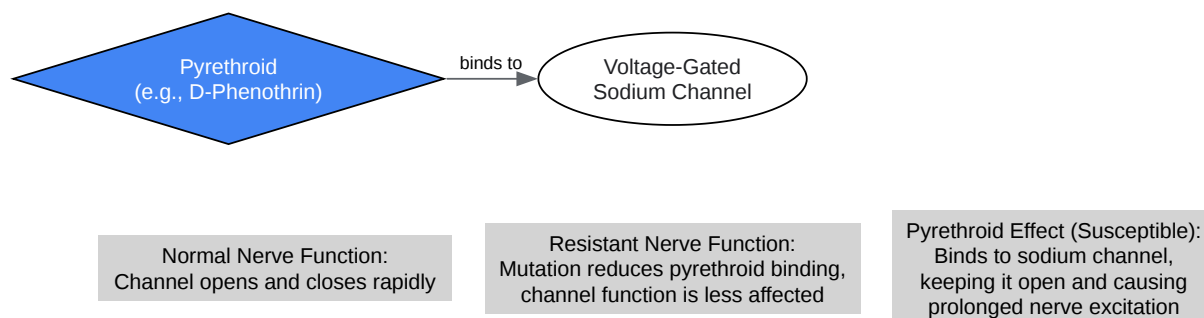 Pyrethroid
(e.g., D-Phenothrin)
binds to
Voltage-Gated
Sodium Channel
Normal Nerve Function:
Channel opens and closes rapidly
Resistant Nerve Function:
Mutation reduces pyrethroid binding,
channel function is less affected
Pyrethroid Effect (Susceptible):
Binds to sodium channel,
keeping it open and causing
prolonged nerve excitation